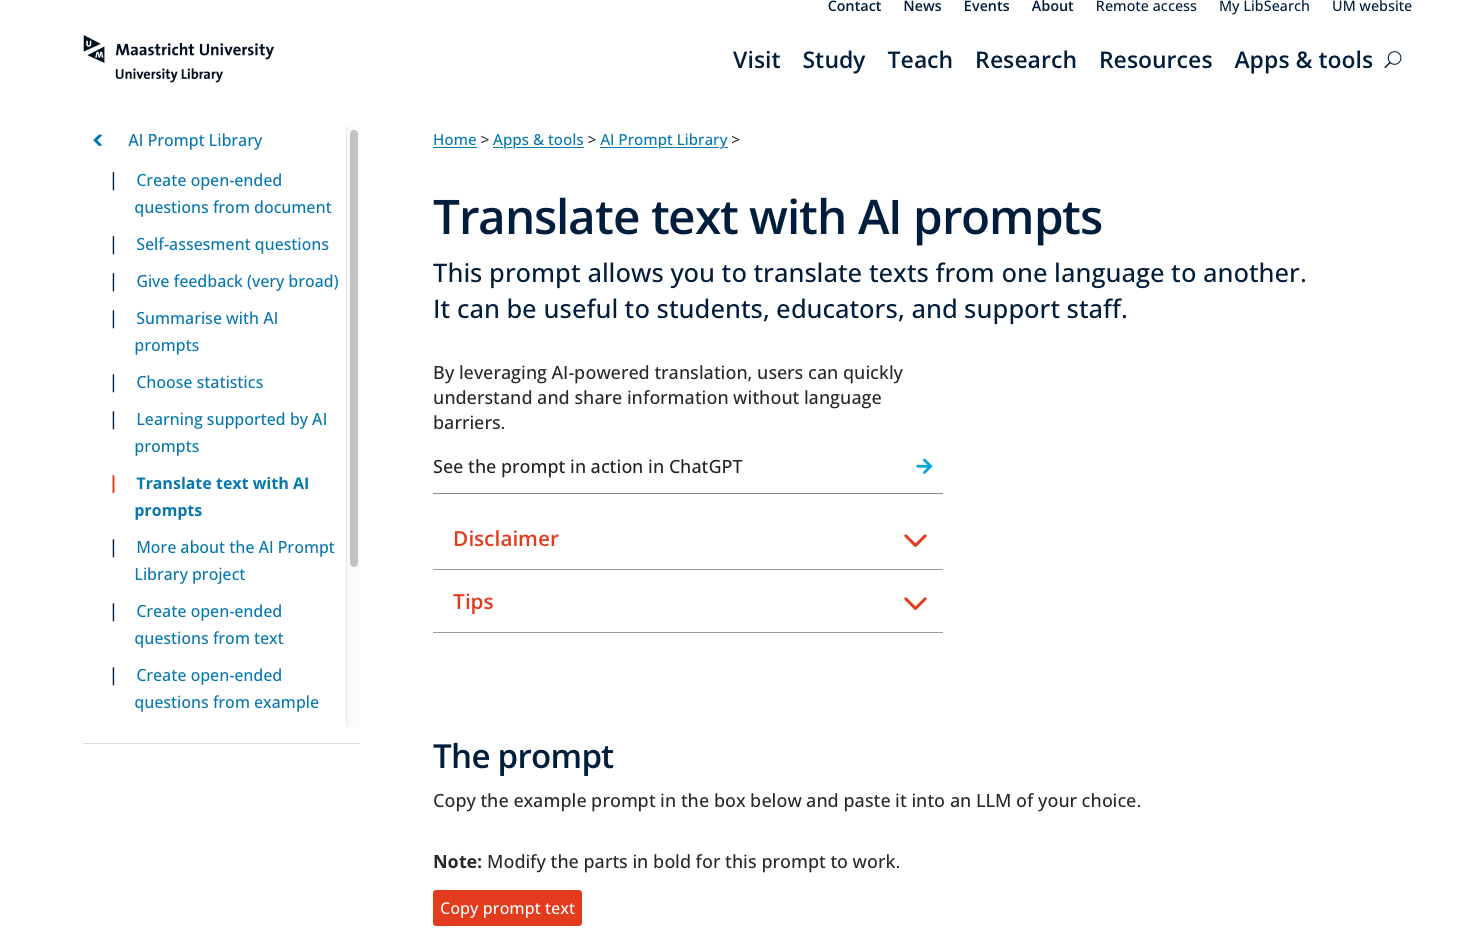 Contact News Events About Remote access My LibSearch UM website
Maastricht University
University Library
Visit Study Teach Research Resources Apps & tools
AI Prompt Library
Create open-ended
questions from document
Self-assesment questions
Give feedback (very broad)
Summarise with AI
prompts
Choose statistics
Learning supported by AI
prompts
Translate text with AI
prompts
More about the AI Prompt
Library project
Create open-ended
questions from text
Create open-ended
questions from example
Home > Apps & tools > AI Prompt Library >
Translate text with AI prompts
This prompt allows you to translate texts from one language to another.
It can be useful to students, educators, and support staff.
By leveraging AI-powered translation, users can quickly
understand and share information without language
barriers.
See the prompt in action in ChatGPT
Disclaimer
Tips
The prompt
Copy the example prompt in the box below and paste it into an LLM of your choice.
Note: Modify the parts in bold for this prompt to work.
Copy prompt text